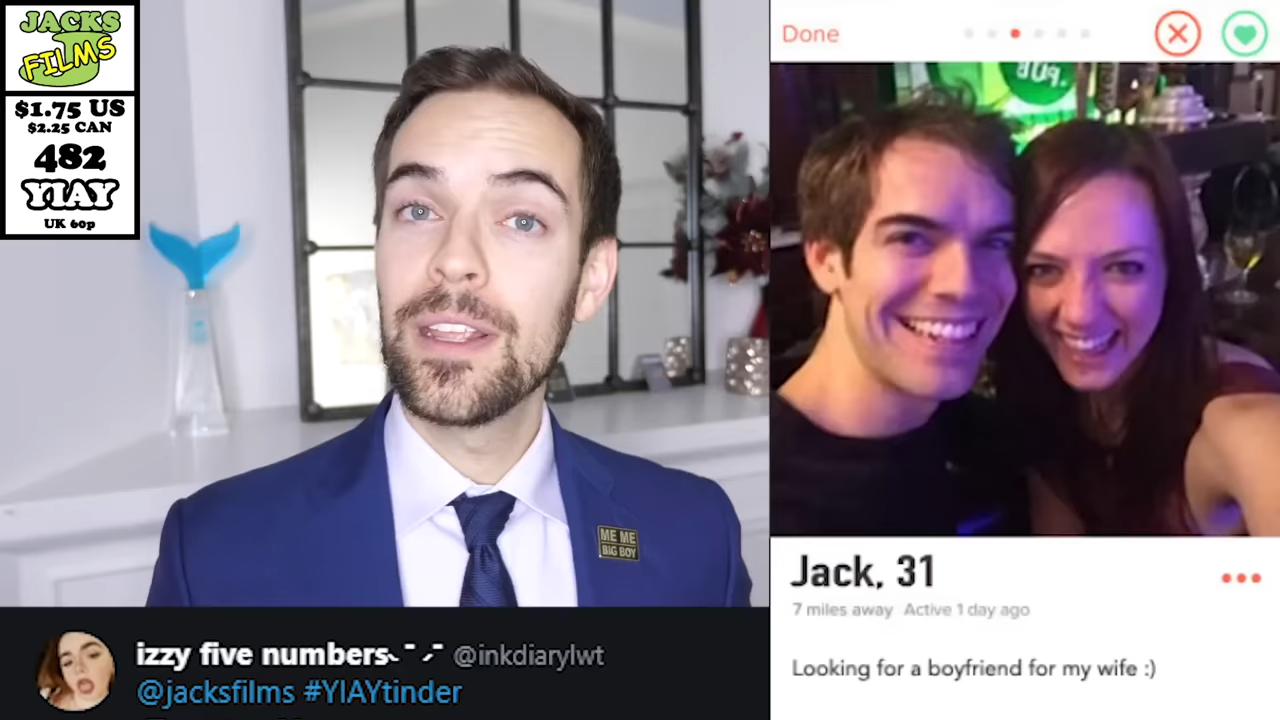 JACKS
FILMS
$1.75 US
$2.25 CAN
482
YIAY
UK 60p
ME ME
BIG BOY
izzy five numbers
@inkdiarylwt
@jacksfilms #YIAYtinder
Done
PUB
Jack, 31
7 miles away Active 1 day ago
Looking for a boyfriend for my wife :)